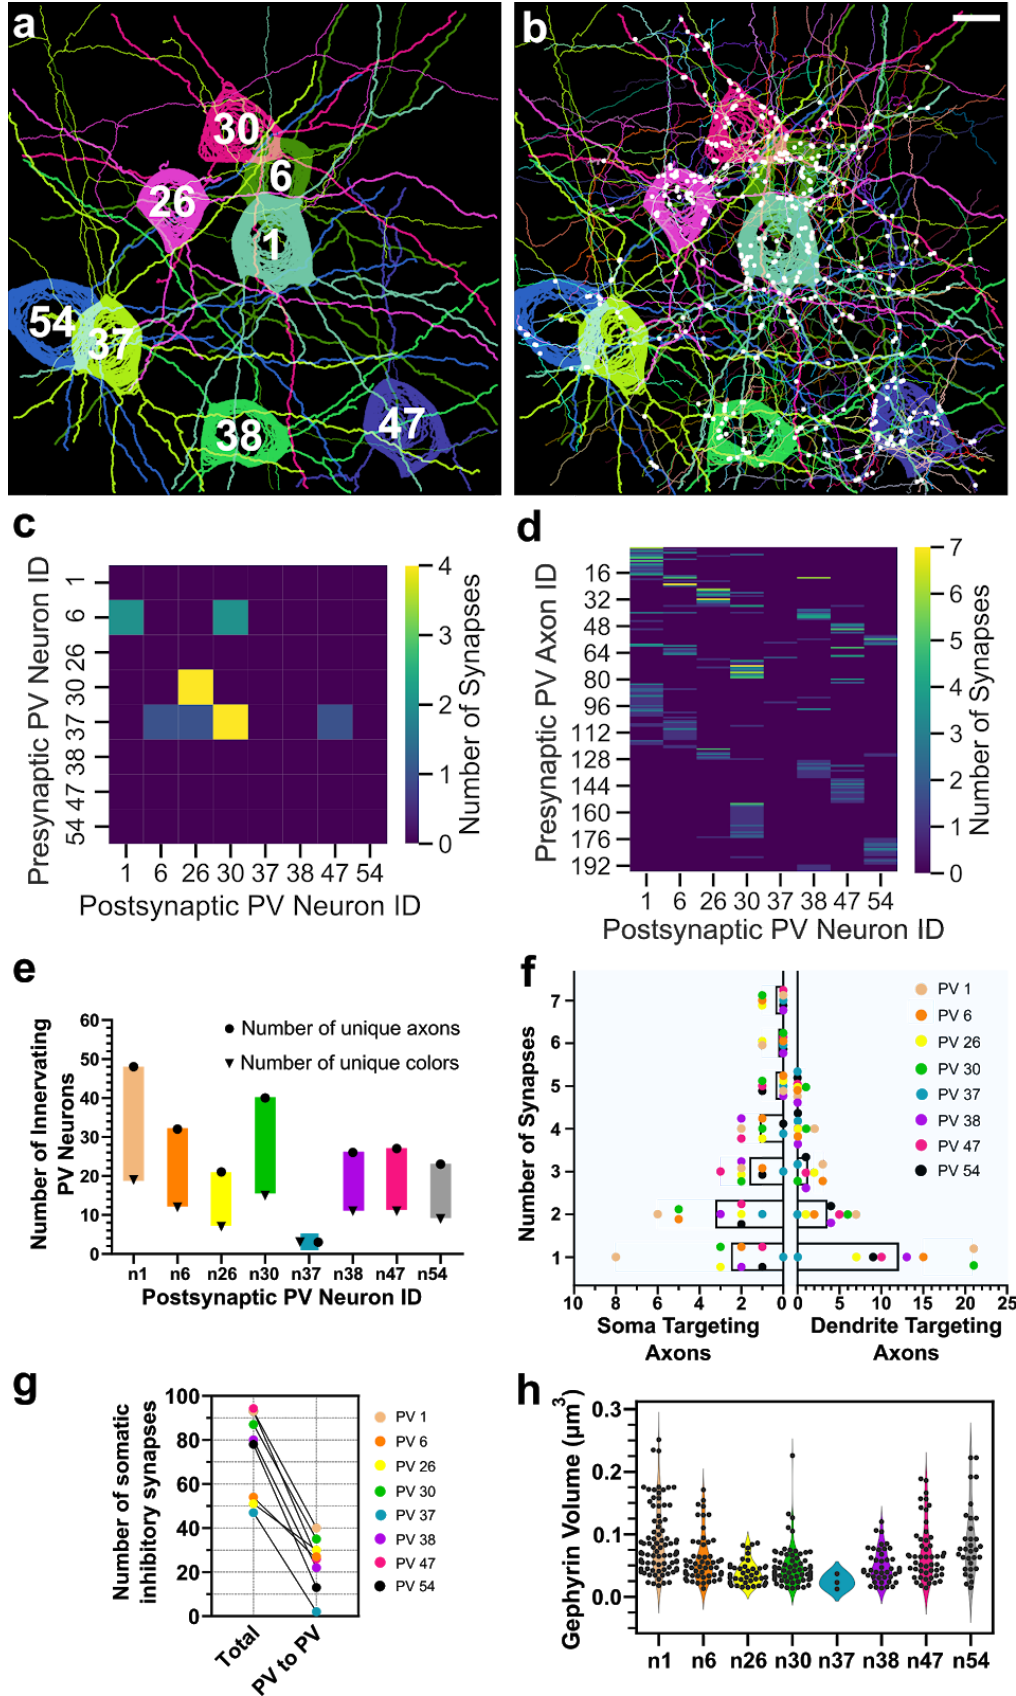 a
30
6
26
1
54
37
38
47
b
c
Presynaptic PV Neuron ID
1
6
26
30
37
38
47
54
1 6 26 30 37 38 47 54
Postsynaptic PV Neuron ID
4
3
2
1
0
Number of Synapses
d
Presynaptic PV Axon ID
16
32
48
64
80
96
112
128
144
160
176
192
1 6 26 30 37 38 47 54
Postsynaptic PV Neuron ID
7
6
5
4
3
2
1
0
Number of Synapses
e
Number of Innervating
PV Neurons
60
50
40
30
20
10
0
Number of unique axons
Number of unique colors
n1 n6 n26 n30 n37 n38 n47 n54
Postsynaptic PV Neuron ID
f
Number of Synapses
7
6
5
4
3
2
1
PV 1
PV 6
PV 26
PV 30
PV 37
PV 38
PV 47
PV 54
10 8 6 4 2 0 0 5 10 15 20 25
Soma Targeting
Axons
Dendrite Targeting
Axons
g
Number of somatic
inhibitory synapses
100
80
60
40
20
0
Total
PV to PV
PV 1
PV 6
PV 26
PV 30
PV 37
PV 38
PV 47
PV 54
h
Gephyrin Volume (µm³)
0.3
0.2
0.1
0.0
n1 n6 n26 n30 n37 n38 n47 n54